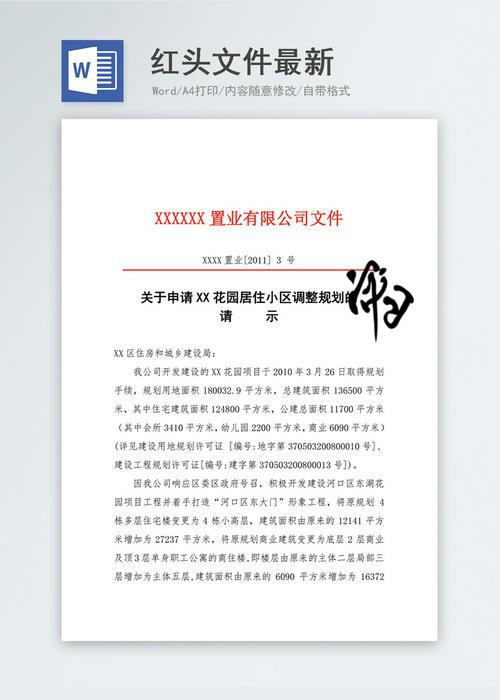 W
红头文件最新
Word/A4打印/内容随意修改/自带格式
XXXXXX 置业有限公司文件
XXXX 置业[2011] 3 号
关于申请 XX 花园居住小区调整规划的
请 示
XX 区住房和城乡建设局:
我公司开发建设的 XX 花园项目于 2010 年 3 月 26 日取得规划
手续, 规划用地面积 180032.9 平方米, 总建筑面积 136500 平方
米, 其中住宅建筑面积 124800 平方米, 公建总面积 11700 平方米
(其中会所 3410 平方米, 幼儿园 2200 平方米, 商业 6090 平方米)
(详见建设用地规划许可证 [编号:地字第 370503200800010 号]、
建设工程规划许可证[编号:建字第 370503200800013 号])。
因我公司响应区委区政府号召, 积极开发建设河口区东湖花
园项目工程并着手打造“河口区东大门”形象工程, 将原规划 4
栋多层住宅楼变更为 4 栋小高层, 建筑面积由原来的 12141 平方
米增加为 27237 平方米, 将原规划商业建筑变更为底层 2 层商业
及顶 3 层单身职工公寓的商住楼, 即楼层由原来的主体二层局部三
层增加为主体五层, 建筑面积由原来的 6090 平方米增加为 16372